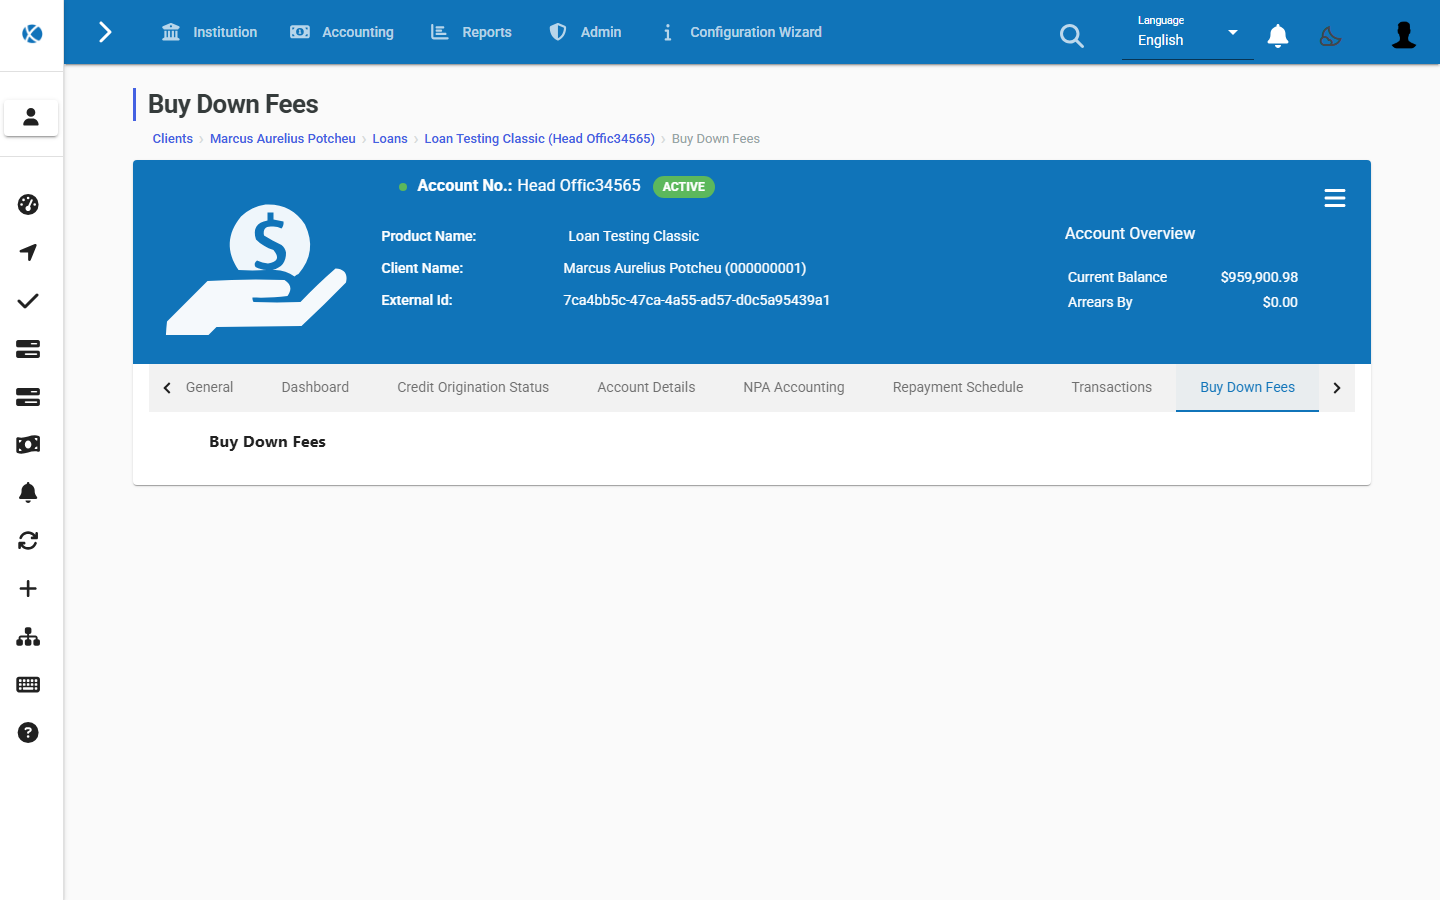 Institution
Accounting
Reports
Admin
Configuration Wizard
Language
English
Buy Down Fees
Clients › Marcus Aurelius Potcheu › Loans › Loan Testing Classic (Head Offic34565) › Buy Down Fees
Account No.: Head Offic34565 ACTIVE
Product Name: Loan Testing Classic
Client Name: Marcus Aurelius Potcheu (000000001)
External Id: 7ca4bb5c-47ca-4a55-ad57-d0c5a95439a1
Account Overview
Current Balance $959,900.98
Arrears By $0.00
General
Dashboard
Credit Origination Status
Account Details
NPA Accounting
Repayment Schedule
Transactions
Buy Down Fees
Buy Down Fees